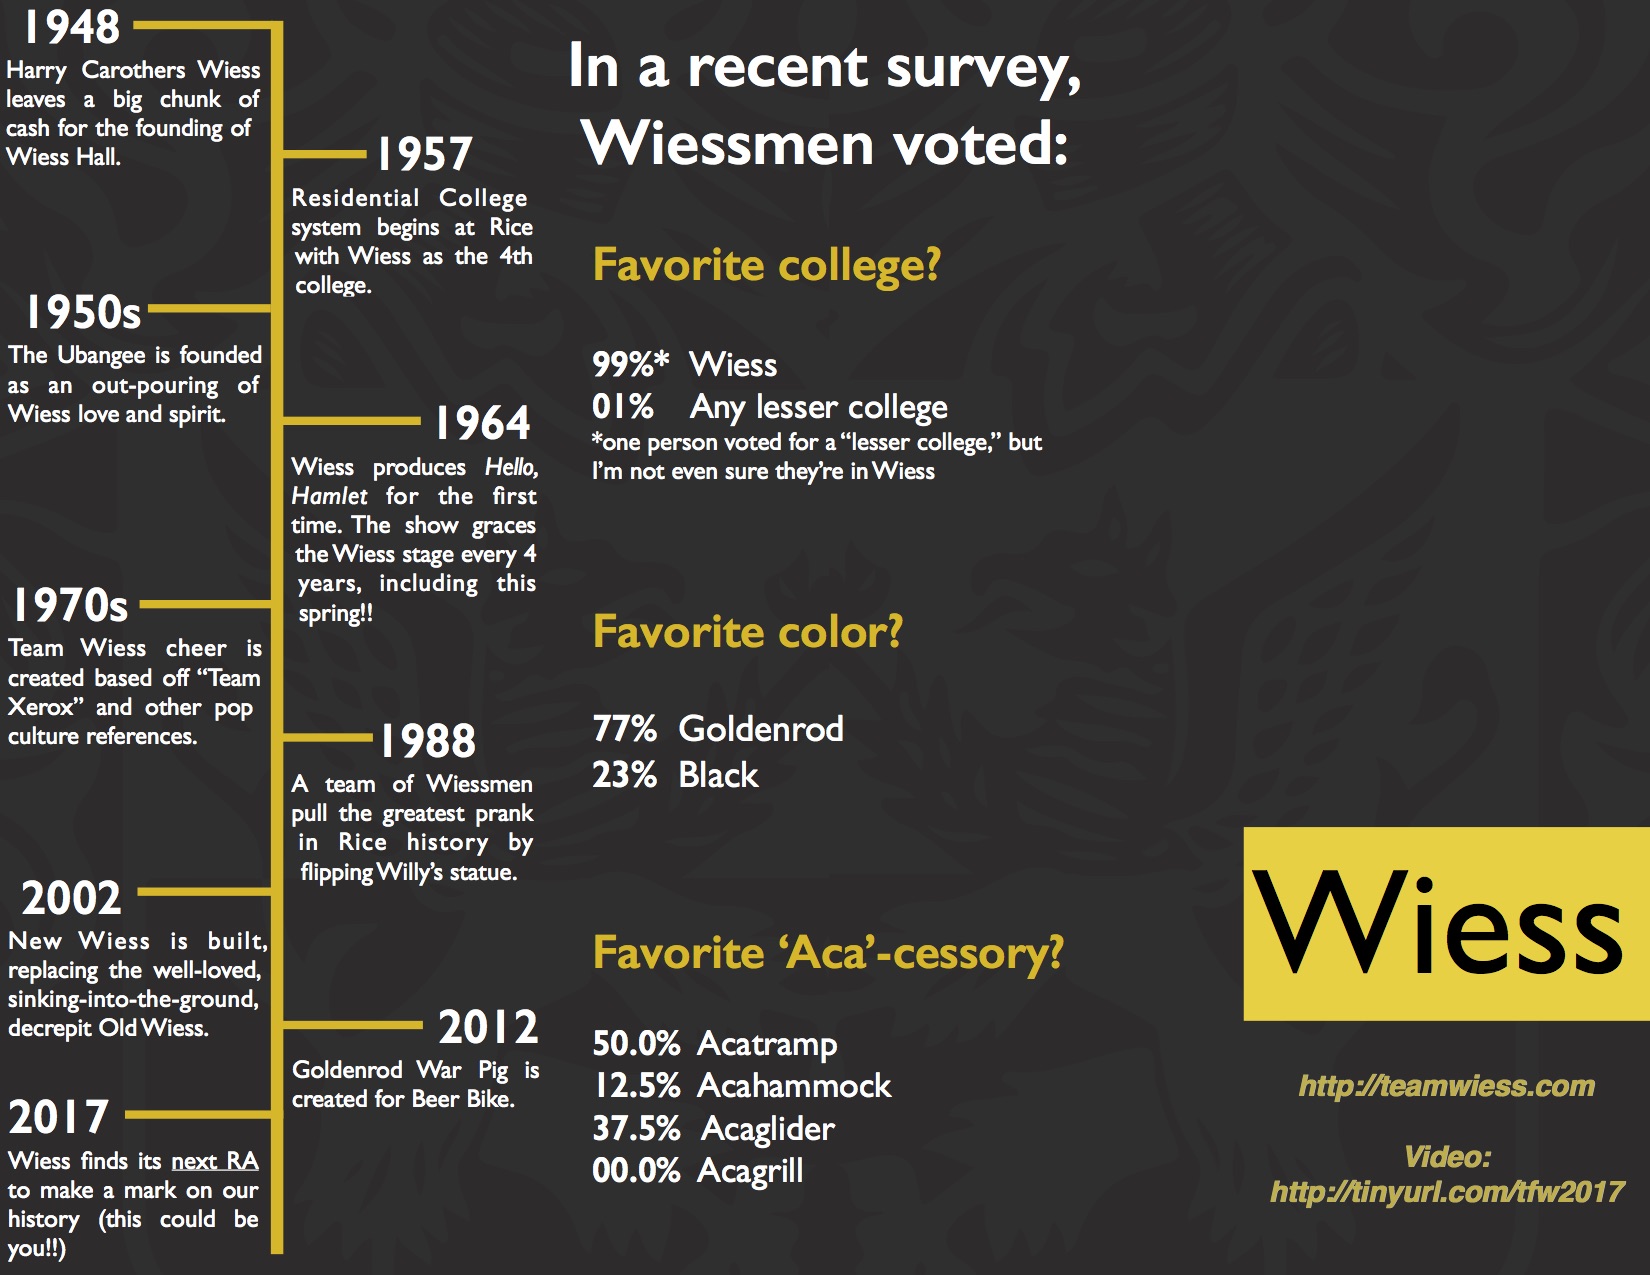 1948
Harry Carothers Wiess
leaves a big chunk of
cash for the founding of
Wiess Hall.
1957
Residential College
system begins at Rice
with Wiess as the 4th
college.
1950s
The Ubangee is founded
as an out-pouring of
Wiess love and spirit.
1964
Wiess produces Hello,
Hamlet for the first
time. The show graces
the Wiess stage every 4
years, including this
spring!!
1970s
Team Wiess cheer is
created based off “Team
Xerox” and other pop
culture references.
1988
A team of Wiessmen
pull the greatest prank
in Rice history by
flipping Willy’s statue.
2002
New Wiess is built,
replacing the well-loved,
sinking-into-the-ground,
decrepit Old Wiess.
2012
Goldenrod War Pig is
created for Beer Bike.
2017
Wiess finds its next RA
to make a mark on our
history (this could be
you!!)
In a recent survey,
Wiessmen voted:
Favorite college?
99%* Wiess
01% Any lesser college
*one person voted for a “lesser college,” but
I’m not even sure they’re in Wiess
Favorite color?
77% Goldenrod
23% Black
Favorite ‘Aca’-cessory?
50.0% Acatramp
12.5% Acahammock
37.5% Acaglider
00.0% Acagrill
Wiess
http://teamwiess.com
Video:
http://tinyurl.com/tfw2017